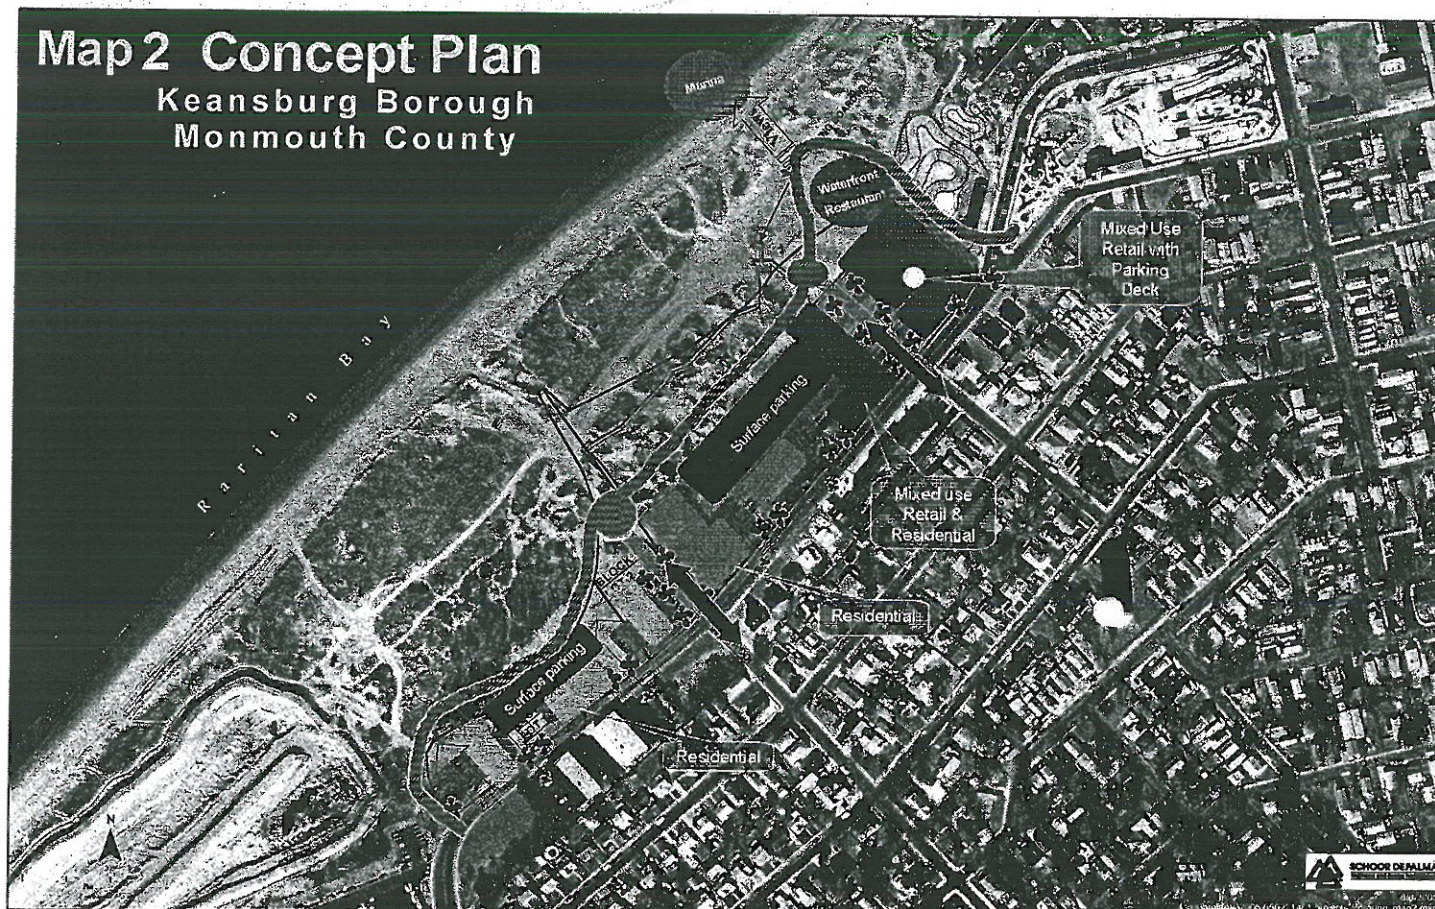 Map 2 Concept Plan
Keansburg Borough
Monmouth County
Marina
Waterfront
Restaurant
Mixed Use
Retail with
Parking
Deck
Raritan Bay
Surface parking
Mixed use
Retail &
Residential
Residential
Surface parking
Residential
N
SCHOOR DEPALMA